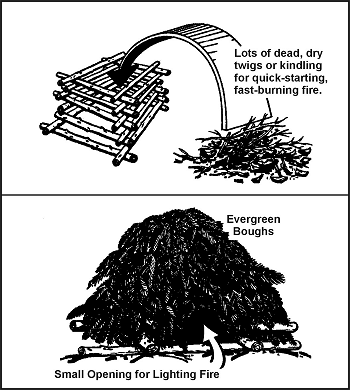 Lots of dead, dry
twigs or kindling
for quick-starting,
fast-burning fire.
Evergreen
Boughs
Small Opening for Lighting Fire